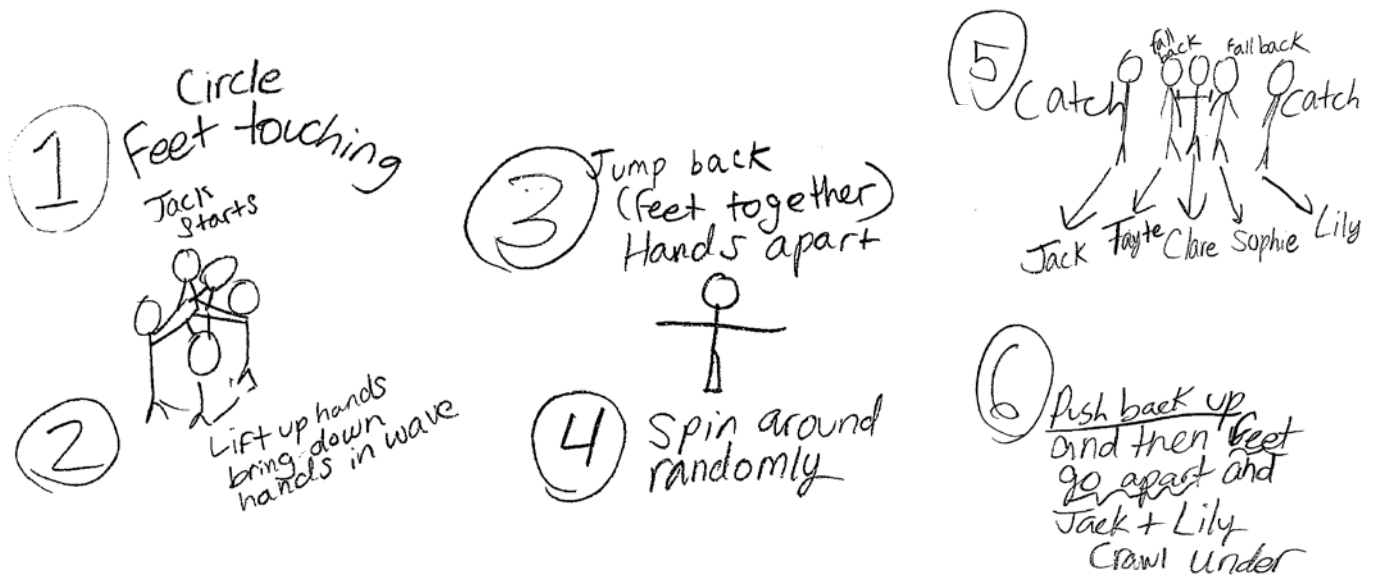 1
Circle
Feet touching
Jack
starts
2
Lift up hands
bring down
hands in wave
3
Jump back
(feet together)
Hands apart
4
Spin around
randomly
5
Catch
fall
back
fall back
Catch
Jack Tayte Clare Sophie Lily
6
Push back up
and then feet
go apart and
Jack + Lily
Crawl under